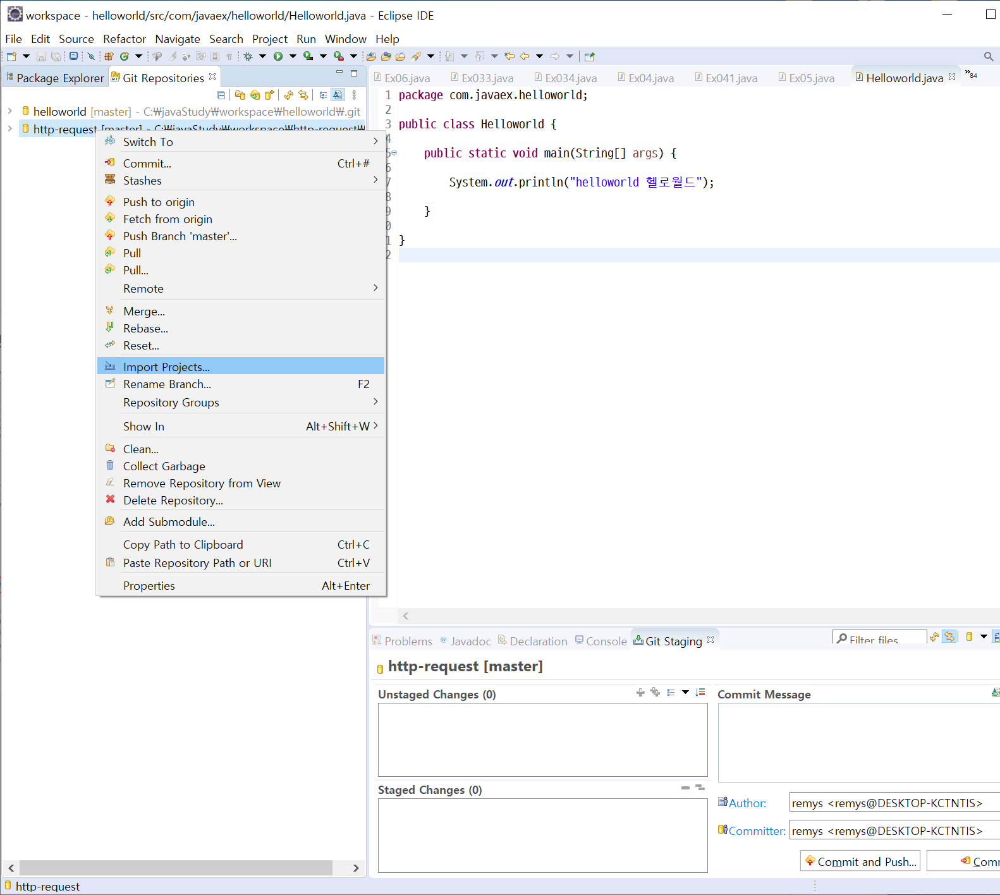 workspace - helloworld/src/com/javaex/helloworld/Helloworld.java - Eclipse IDE
File Edit Source Refactor Navigate Search Project Run Window Help
Package Explorer Git Repositories
helloworld [master] - C:₩javaStudy₩workspace₩helloworld₩.git
http-request [master] - C:₩javaStudy₩workspace₩http-request₩
Switch To
Commit... Ctrl+#
Stashes
Push to origin
Fetch from origin
Push Branch 'master'...
Pull
Pull...
Remote
Merge...
Rebase...
Reset...
Import Projects...
Rename Branch... F2
Repository Groups
Show In Alt+Shift+W
Clean...
Collect Garbage
Remove Repository from View
Delete Repository...
Add Submodule...
Copy Path to Clipboard Ctrl+C
Paste Repository Path or URI Ctrl+V
Properties Alt+Enter
Ex06.java Ex033.java Ex034.java Ex04.java Ex041.java Ex05.java Helloworld.java »84
1 package com.javaex.helloworld;
2
3 public class Helloworld {
4
5 public static void main(String[] args) {
6
7 System.out.println("helloworld 헬로월드");
8
9 }
0
1 }
2
Problems Javadoc Declaration Console Git Staging
Filter files
http-request [master]
Unstaged Changes (0)
Staged Changes (0)
Commit Message
Author: remys <remys@DESKTOP-KCTNTIS>
Committer: remys <remys@DESKTOP-KCTNTIS>
Commit and Push... Comm
http-request